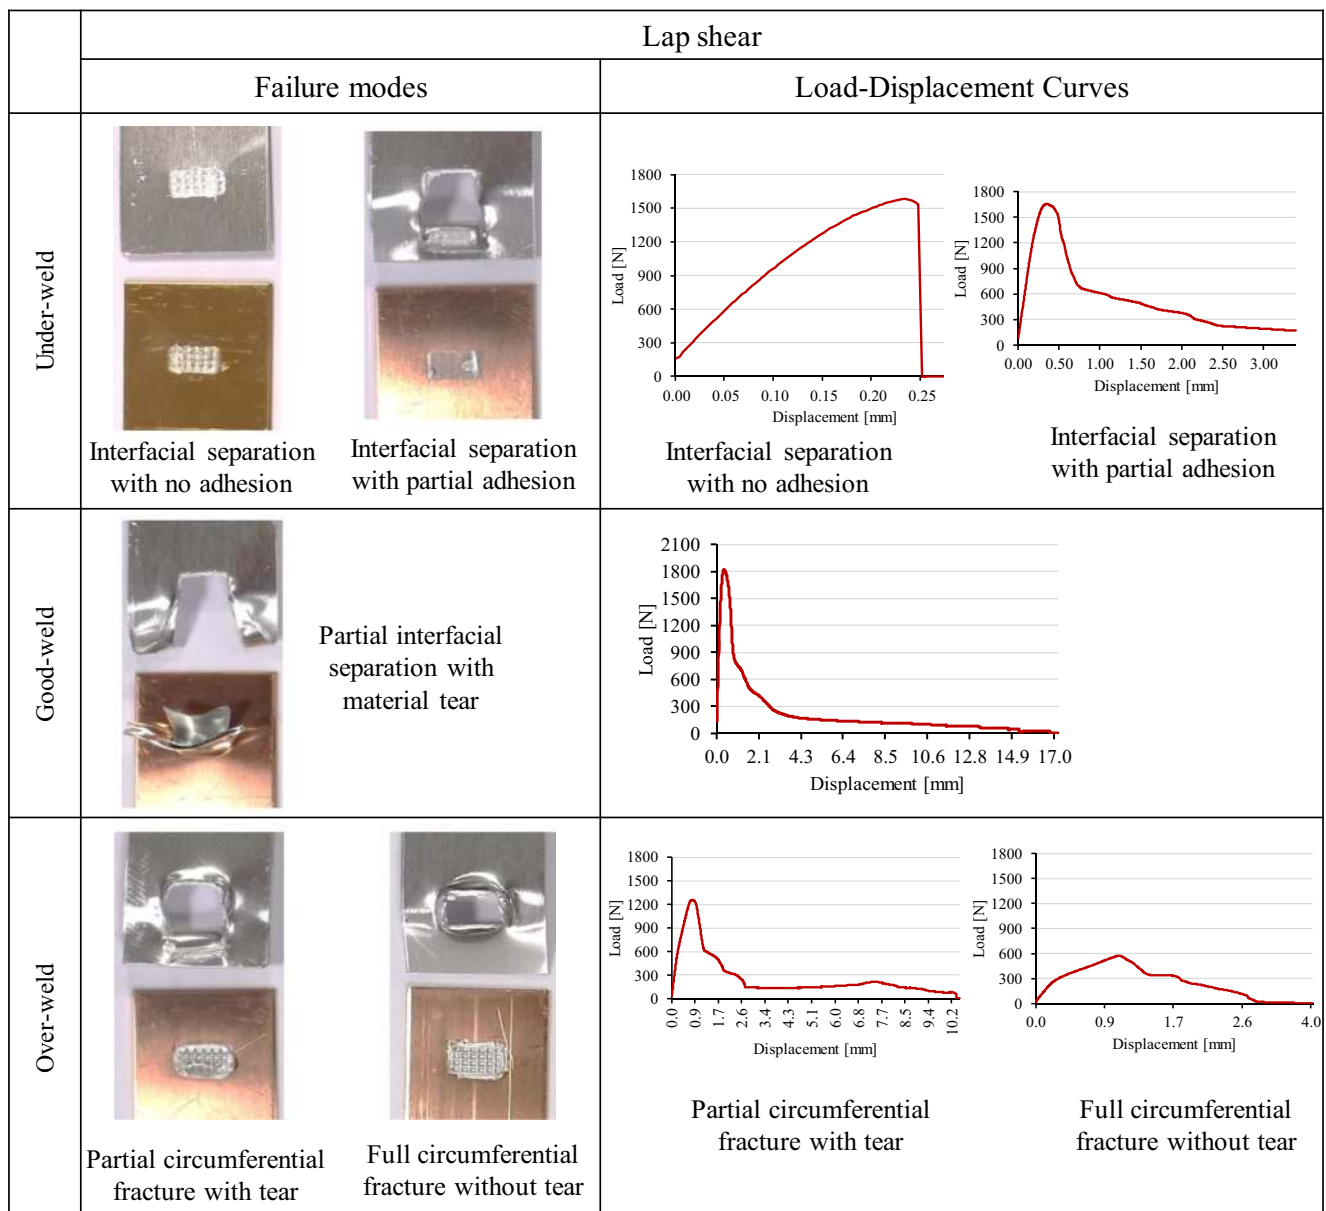 Lap shear
Failure modes
Load-Displacement Curves
Under-weld
Interfacial separation
with no adhesion
Interfacial separation
with partial adhesion
Load [N]
1800
1500
1200
900
600
300
0
0.00 0.05 0.10 0.15 0.20 0.25
Displacement [mm]
Interfacial separation
with no adhesion
Load [N]
1800
1500
1200
900
600
300
0
0.00 0.50 1.00 1.50 2.00 2.50 3.00
Displacement [mm]
Interfacial separation
with partial adhesion
Good-weld
Partial interfacial
separation with
material tear
Load [N]
2100
1800
1500
1200
900
600
300
0
0.0 2.1 4.3 6.4 8.5 10.6 12.8 14.9 17.0
Displacement [mm]
Over-weld
Partial circumferential
fracture with tear
Full circumferential
fracture without tear
Load [N]
1800
1500
1200
900
600
300
0
0.0 0.9 1.7 2.6 3.4 4.3 5.1 6.0 6.8 7.7 8.5 9.4 10.2
Displacement [mm]
Partial circumferential
fracture with tear
Load [N]
1800
1500
1200
900
600
300
0
0.0 0.9 1.7 2.6 4.0
Displacement [mm]
Full circumferential
fracture without tear